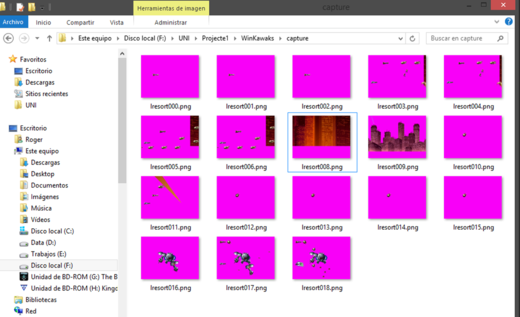 Herramientas de imagen
capture
Archivo Inicio Compartir Vista Administrar
Este equipo Disco local (F:) UNI Projecte1 WinKawaks capture
Buscar en capture
Favoritos
Escritorio
Descargas
Sitios recientes
UNI
Escritorio
Roger
Este equipo
Descargas
Desktop
Documentos
Imágenes
Música
Vídeos
Disco local (C:)
Data (D:)
Trabajos (E:)
Disco local (F:)
Unidad de BD-ROM (G:) The B
Unidad de BD-ROM (H:) King
Bibliotecas
Red
lresort000.png lresort001.png lresort002.png lresort003.png lresort004.png
lresort005.png lresort006.png lresort008.png lresort009.png lresort010.png
lresort011.png lresort012.png lresort013.png lresort014.png lresort015.png
lresort016.png lresort017.png lresort018.png